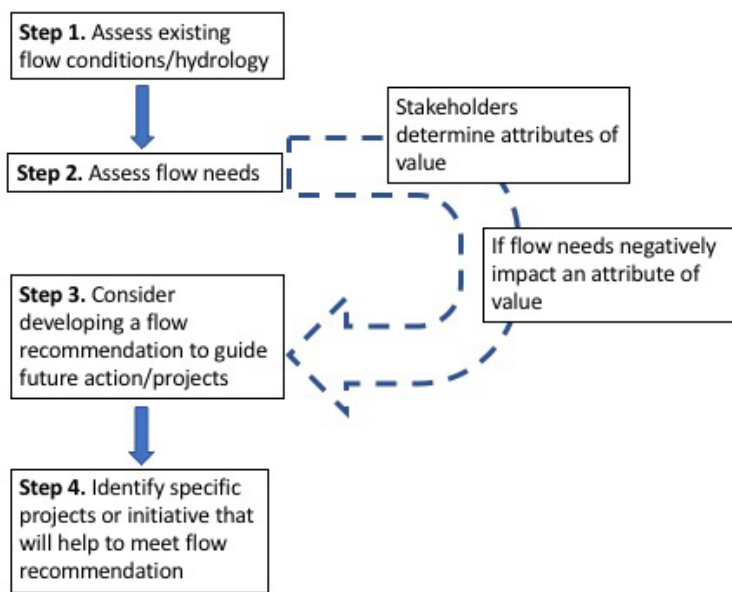 Step 1. Assess existing
flow conditions/hydrology
Stakeholders
determine attributes of
value
Step 2. Assess flow needs
If flow needs negatively
impact an attribute of
value
Step 3. Consider
developing a flow
recommendation to guide
future action/projects
Step 4. Identify specific
projects or initiative that
will help to meet flow
recommendation